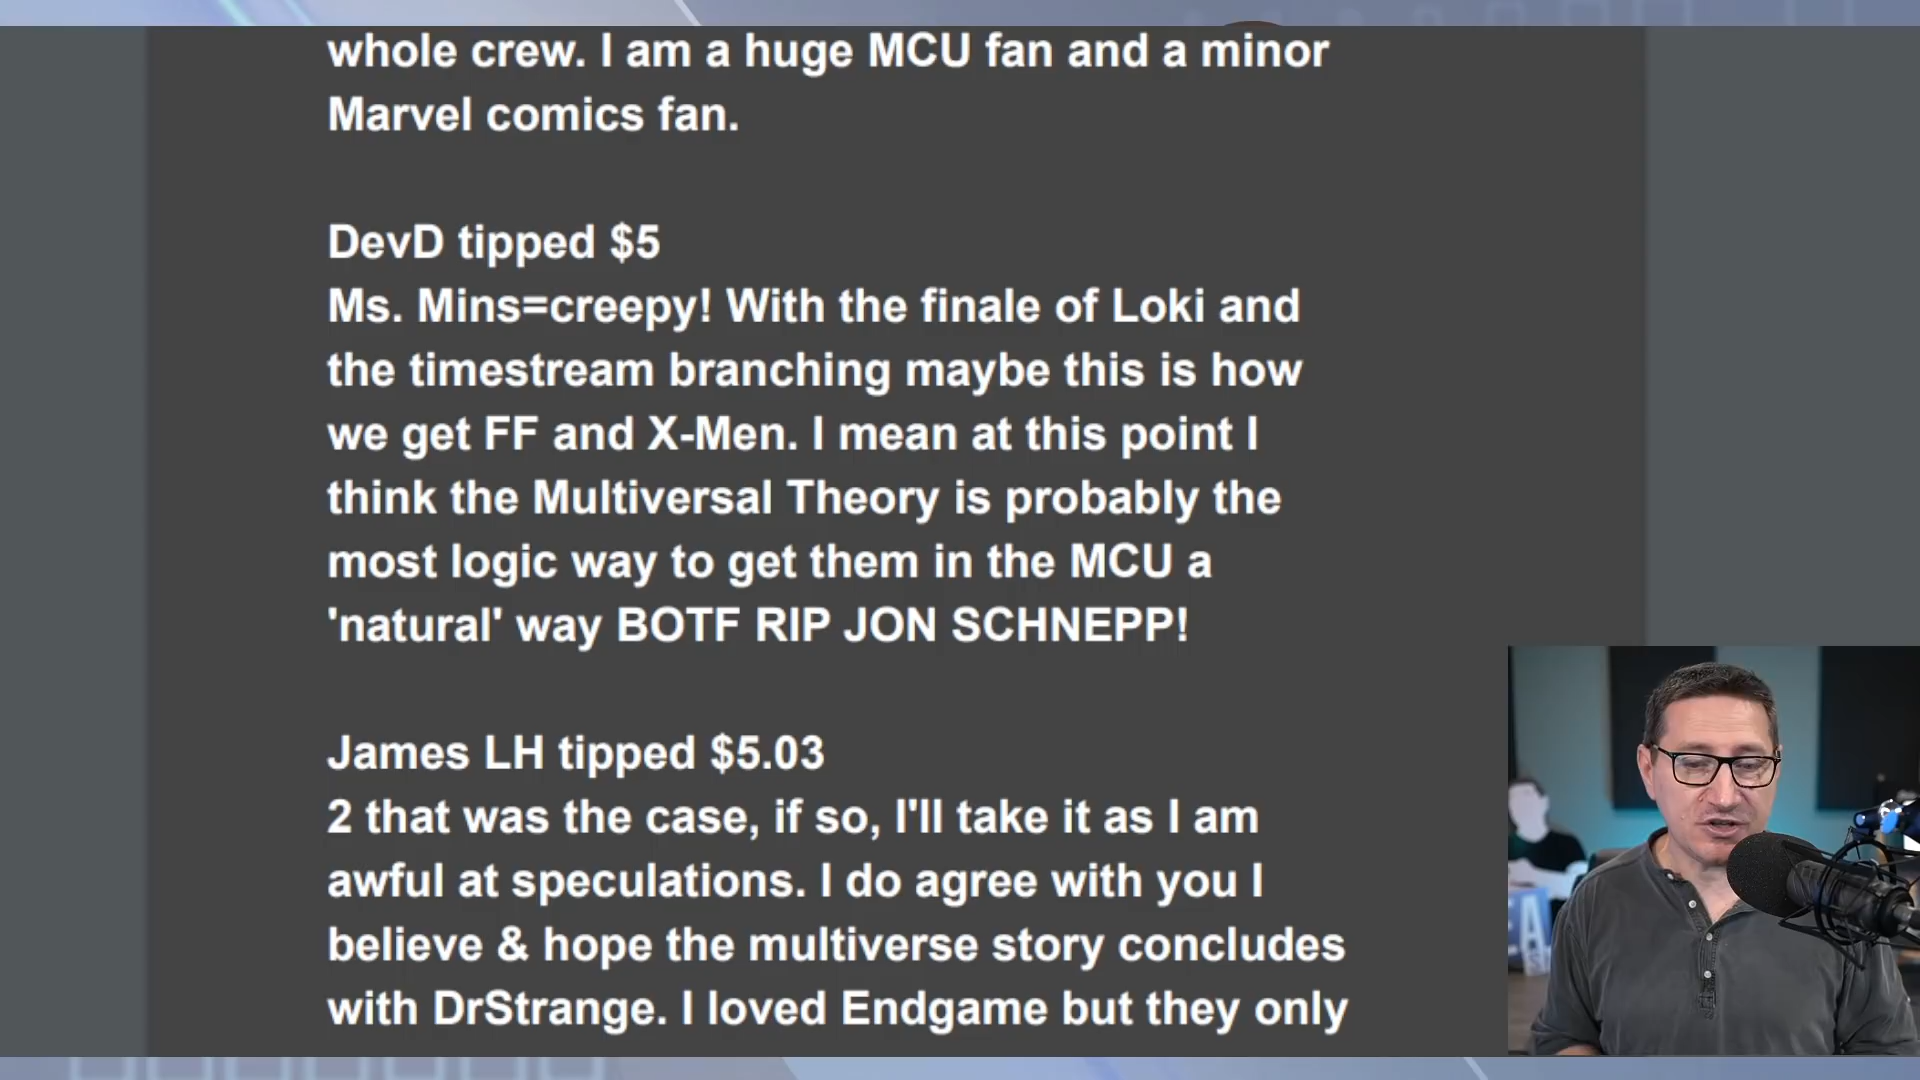 whole crew. I am a huge MCU fan and a minor
Marvel comics fan.
DevD tipped $5
Ms. Mins=creepy! With the finale of Loki and
the timestream branching maybe this is how
we get FF and X-Men. I mean at this point I
think the Multiversal Theory is probably the
most logic way to get them in the MCU a
'natural' way BOTF RIP JON SCHNEPP!
James LH tipped $5.03
2 that was the case, if so, I'll take it as I am
awful at speculations. I do agree with you I
believe & hope the multiverse story concludes
with DrStrange. I loved Endgame but they only